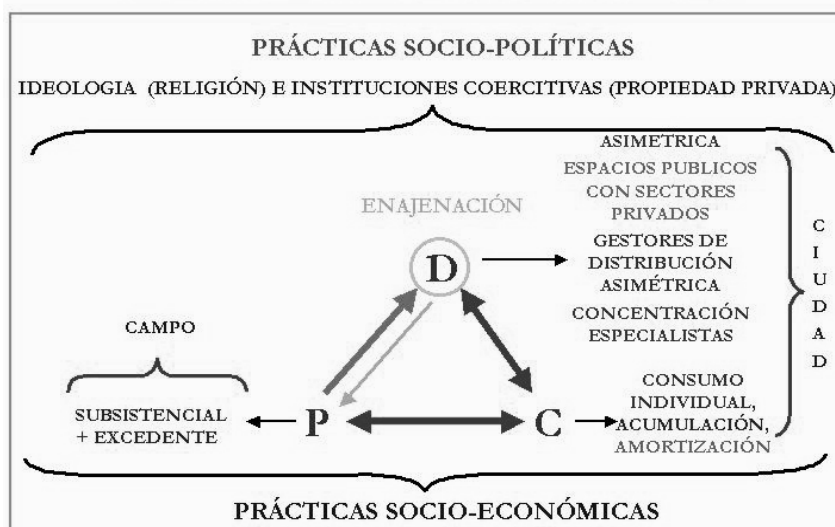 PRÁCTICAS SOCIO-POLÍTICAS
IDEOLOGIA (RELIGIÓN) E INSTITUCIONES COERCITIVAS (PROPIEDAD PRIVADA)
ASIMETRICA
ESPACIOS PUBLICOS
CON SECTORES
PRIVADOS
ENAJENACIÓN
D
GESTORES DE
DISTRIBUCIÓN
ASIMÉTRICA
CONCENTRACIÓN
ESPECIALISTAS
CIUDAD
CAMPO
SUBSISTENCIAL
+ EXCEDENTE
P
C
CONSUMO
INDIVIDUAL,
ACUMULACIÓN,
AMORTIZACIÓN
PRÁCTICAS SOCIO-ECONÓMICAS